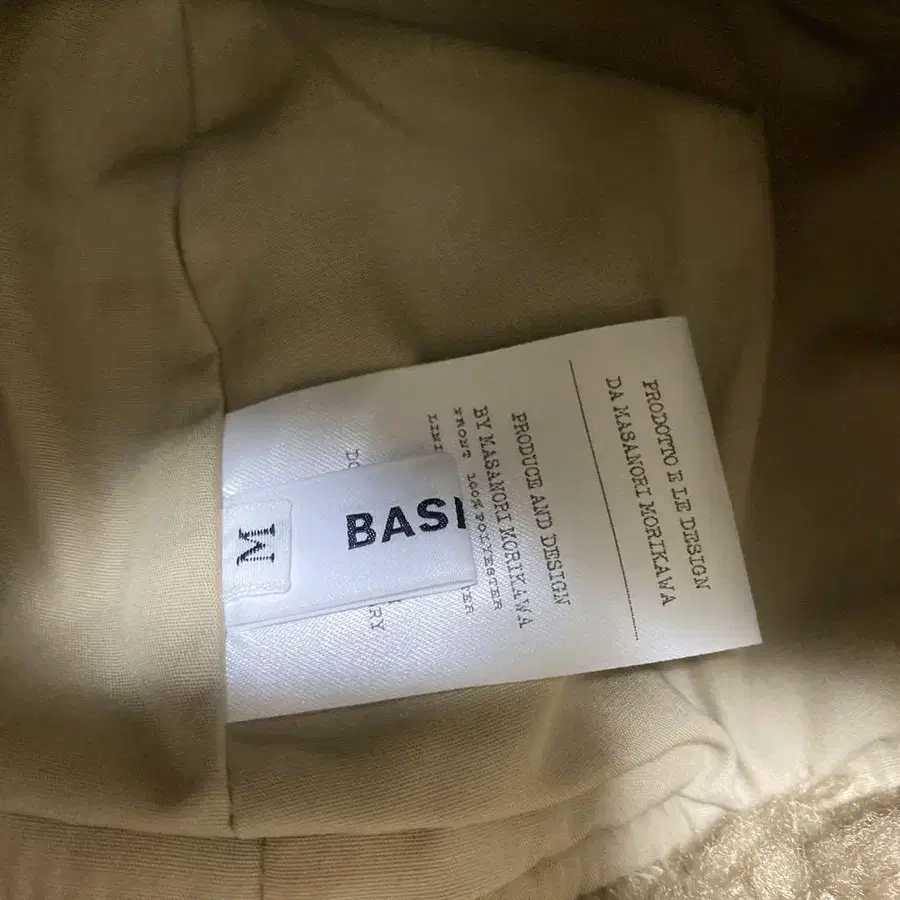 PRODOTTO E LE DESIGN
DA MASANORI MORIKAWA
PRODUCE AND DESIGN
BY MASANORI MORIKAWA
FRONT 100% POLYESTER
BASI
M